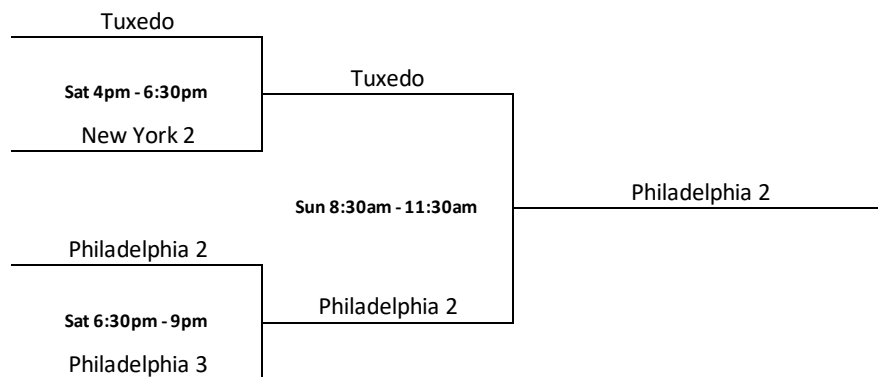 Tuxedo
Sat 4pm - 6:30pm
Tuxedo
New York 2
Sun 8:30am - 11:30am
Philadelphia 2
Philadelphia 2
Sat 6:30pm - 9pm
Philadelphia 2
Philadelphia 3